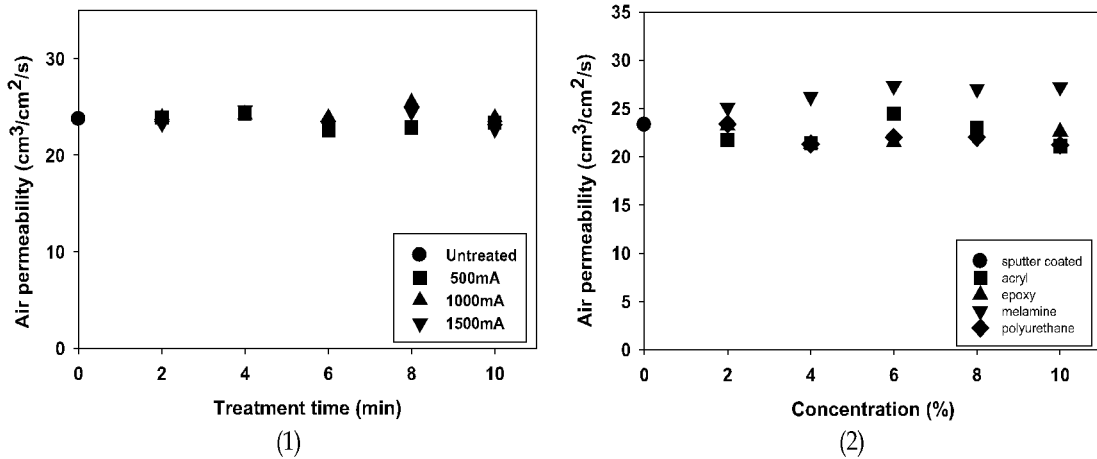 Air permeability (cm³/cm²/s)
30
20
10
0
Untreated
500mA
1000mA
1500mA
0 2 4 6 8 10
Treatment time (min)
(1)
Air permeability (cm³/cm²/s)
35
30
25
20
15
10
5
0
sputter coated
acryl
epoxy
melamine
polyurethane
0 2 4 6 8 10
Concentration (%)
(2)